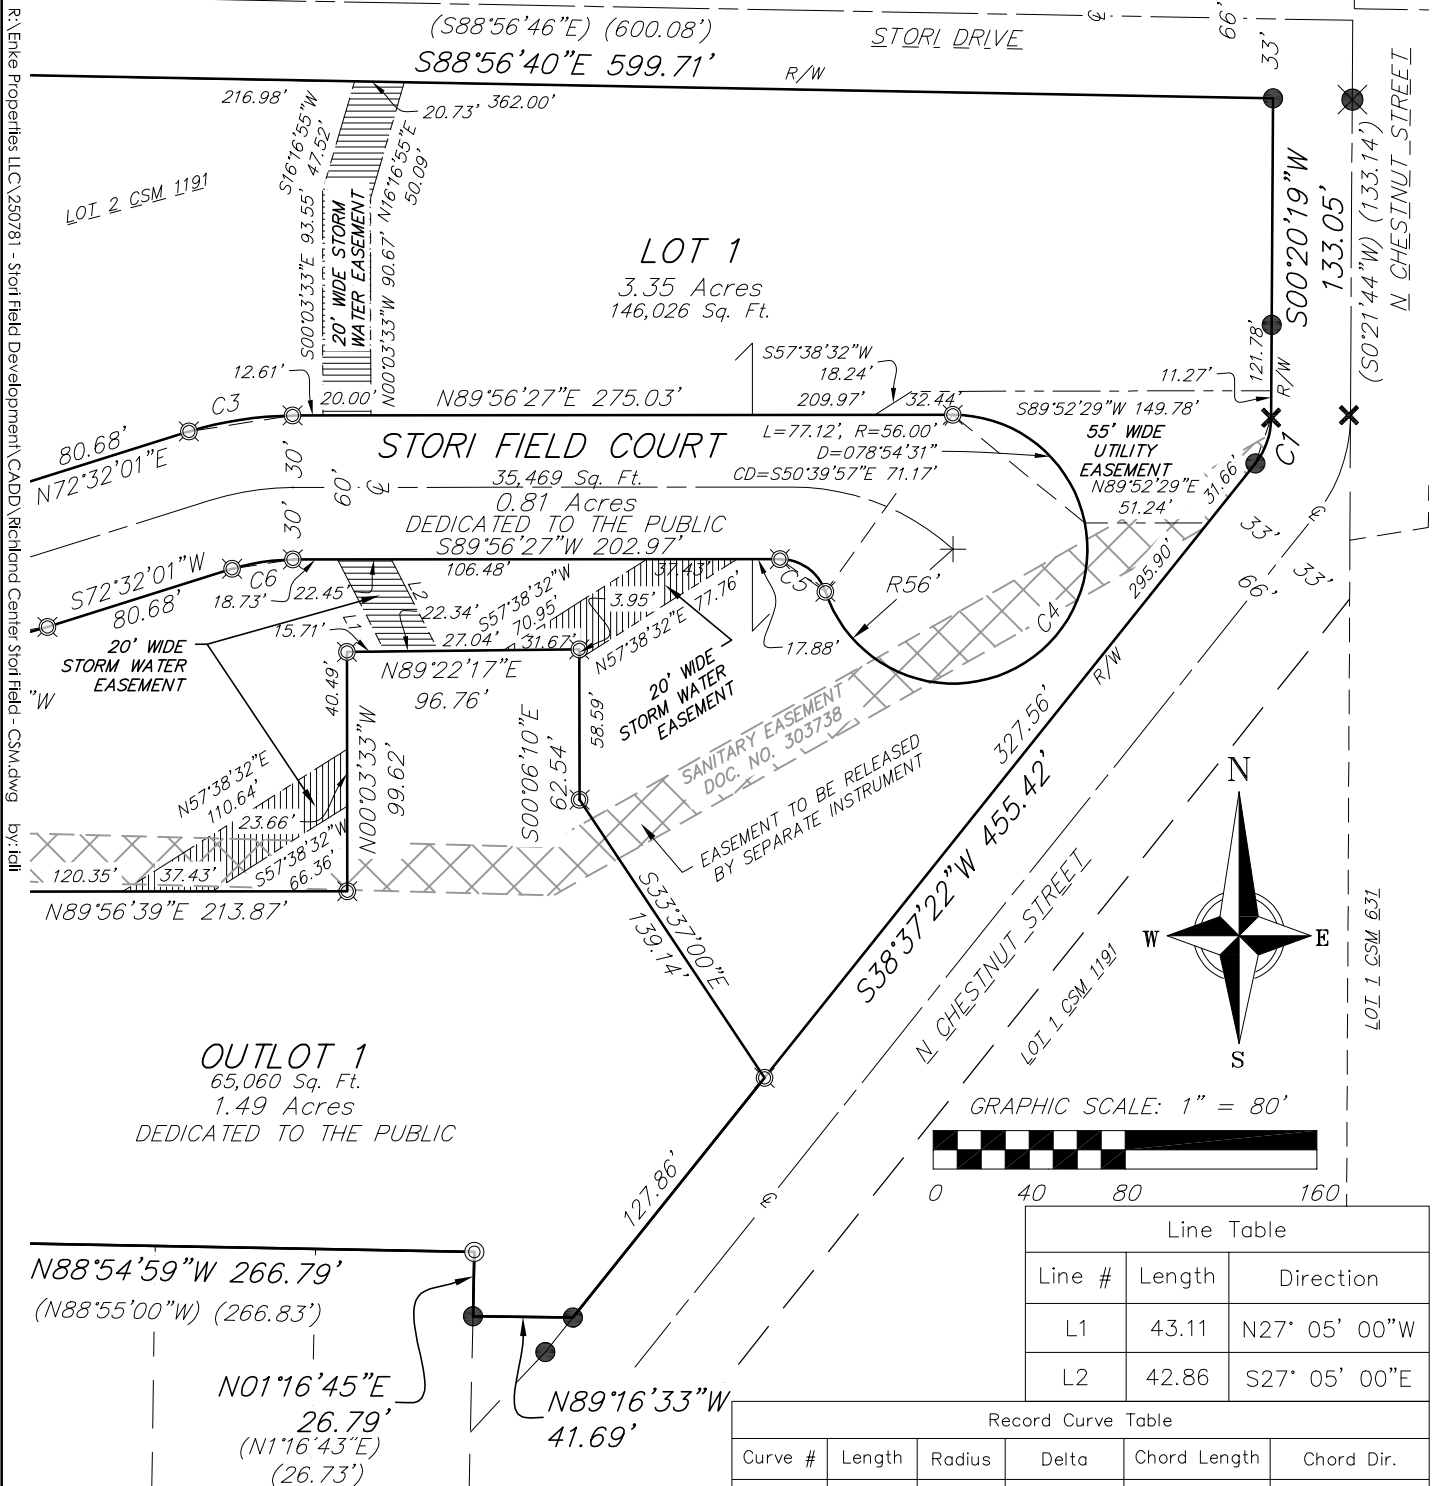 R:\Enke Properties LLC\250781 - Stori Field Development\CADD\Richland Center Stori Field - CSM.dwg   by: lali
(S88°56'46"E) (600.08')
S88°56'40"E 599.71'
STORI DRIVE
R/W
66'
33'
216.98'
20.73'
362.00'
S16°16'55"W
47.52'
N16°16'55"E
50.09'
LOT 2 CSM 1191
S00°03'33"E 93.55'
20' WIDE STORM
WATER EASEMENT
N00°03'33"W 90.67'
LOT 1
3.35 Acres
146,026 Sq. Ft.
S00°20'19"W
133.05'
(S0°21'44"W) (133.14')
N CHESTNUT STREET
121.78'
R/W
11.27'
S57°38'32"W
18.24'
12.61'
20.00'
N89°56'27"E 275.03'
209.97'
32.44'
S89°52'29"W 149.78'
C3
80.68'
N72°32'01"E
STORI FIELD COURT
35,469 Sq. Ft.
0.81 Acres
DEDICATED TO THE PUBLIC
30'
60'
30'
L=77.12', R=56.00'
D=078°54'31"
CD=S50°39'57"E 71.17'
55' WIDE
UTILITY
EASEMENT
N89°52'29"E
51.24'
31.66'
C1
S89°56'27"W 202.97'
106.48'
37.43'
S72°32'01"W
80.68'
C6
18.73'
22.45'
L2
L1
22.34'
15.71'
27.04'
S57°38'32"W
70.95'
3.95'
31.67'
N57°38'32"E 77.76'
C5
17.88'
R56'
C4
295.90'
33'
66'
33'
20' WIDE
STORM WATER
EASEMENT
"W
40.49'
N89°22'17"E
96.76'
20' WIDE
STORM WATER
EASEMENT
58.59'
S00°06'10"E
62.54'
N00°03'33"W
99.62'
R/W
327.56'
S38°37'22"W 455.42'
SANITARY EASEMENT
DOC. NO. 303738
EASEMENT TO BE RELEASED
BY SEPARATE INSTRUMENT
N57°38'32"E
110.64'
23.66'
S57°38'32"W
66.36'
120.35'
37.43'
N89°56'39"E 213.87'
S33°37'00"E
139.14'
N CHESTNUT STREET
LOT 1 CSM 1191
LOT 1 CSM 631
N
W
E
S
OUTLOT 1
65,060 Sq. Ft.
1.49 Acres
DEDICATED TO THE PUBLIC
127.86'
GRAPHIC SCALE: 1" = 80'
0 40 80 160
N88°54'59"W 266.79'
(N88°55'00"W) (266.83')
N01°16'45"E
26.79'
(N1°16'43"E)
(26.73')
N89°16'33"W
41.69'
Line Table
Line # Length Direction
L1 43.11 N27° 05' 00"W
L2 42.86 S27° 05' 00"E
Record Curve Table
Curve # Length Radius Delta Chord Length Chord Dir.